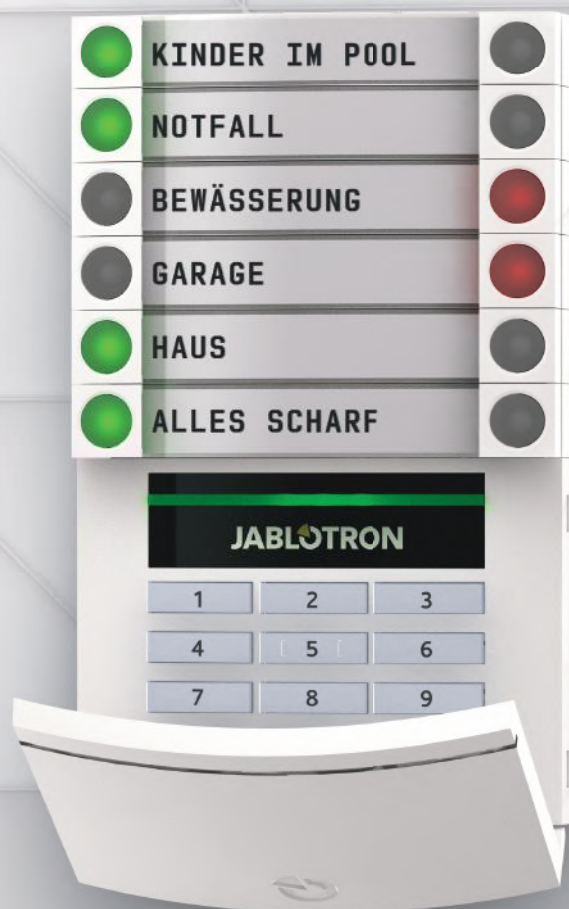 KINDER IM POOL
NOTFALL
BEWÄSSERUNG
GARAGE
HAUS
ALLES SCHARF
JABLOTRON
1 2 3
4 5 6
7 8 9